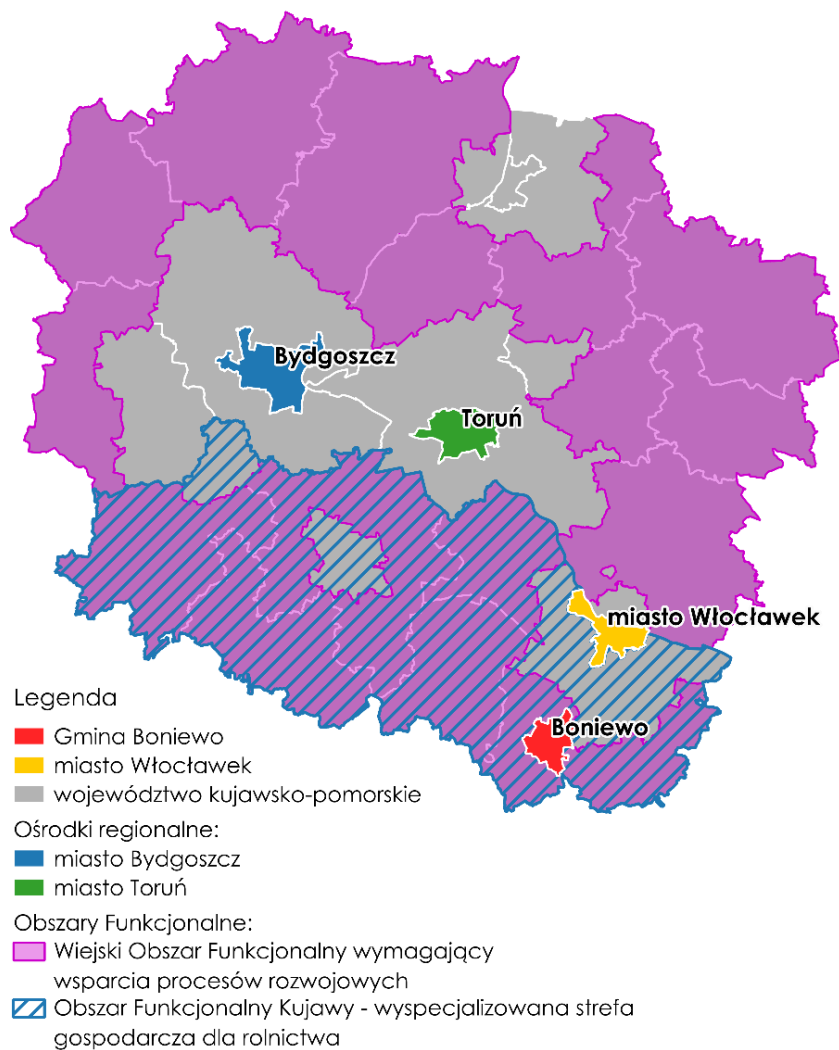 Bydgoszcz
Toruń
miasto Włocławek
Boniewo
Legenda
Gmina Boniewo
miasto Włocławek
województwo kujawsko-pomorskie
Ośrodki regionalne:
miasto Bydgoszcz
miasto Toruń
Obszary Funkcjonalne:
Wiejski Obszar Funkcjonalny wymagający
wsparcia procesów rozwojowych
Obszar Funkcjonalny Kujawy - wyspecjalizowana strefa
gospodarcza dla rolnictwa